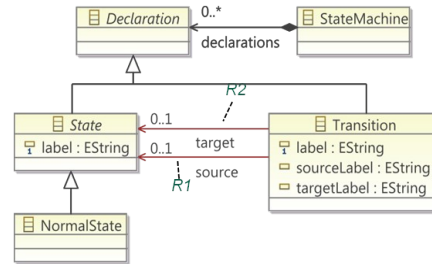 Declaration
0..*
StateMachine
declarations
R2
State
label : EString
0..1
target
0..1
source
R1
Transition
label : EString
sourceLabel : EString
targetLabel : EString
NormalState